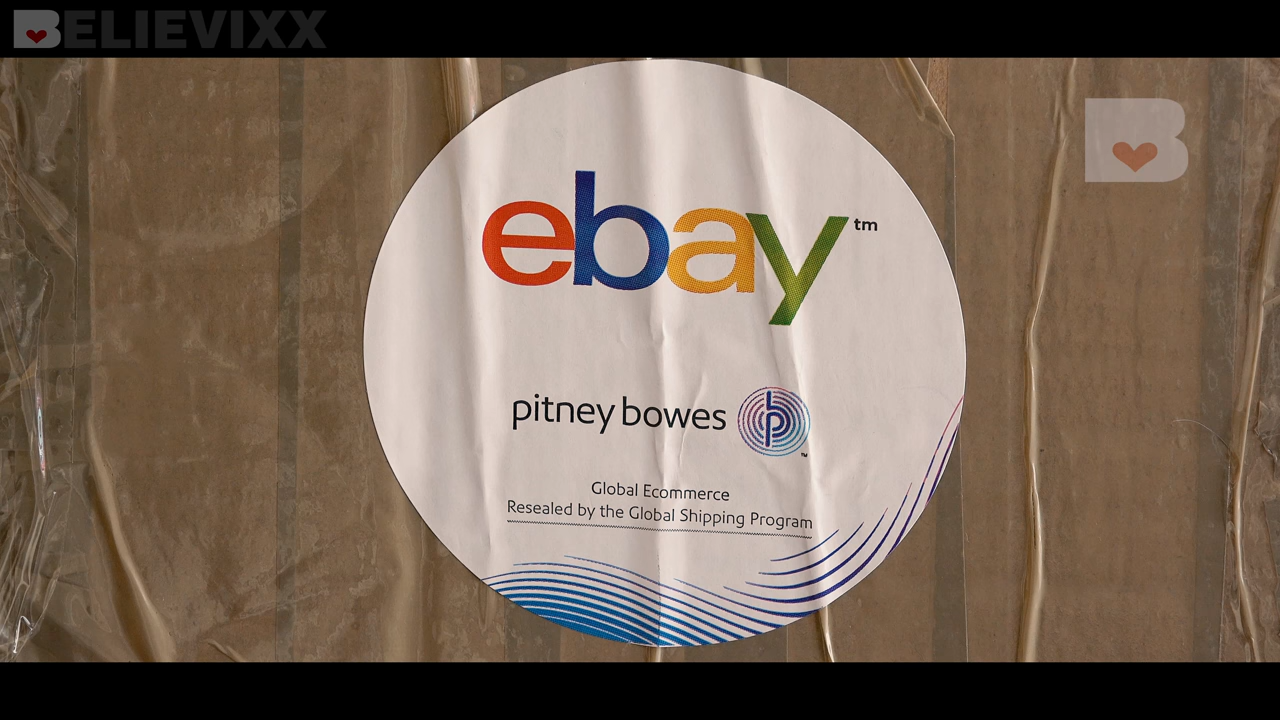 BELIEVIXX
B
ebay™
pitney bowes
Global Ecommerce
Resealed by the Global Shipping Program